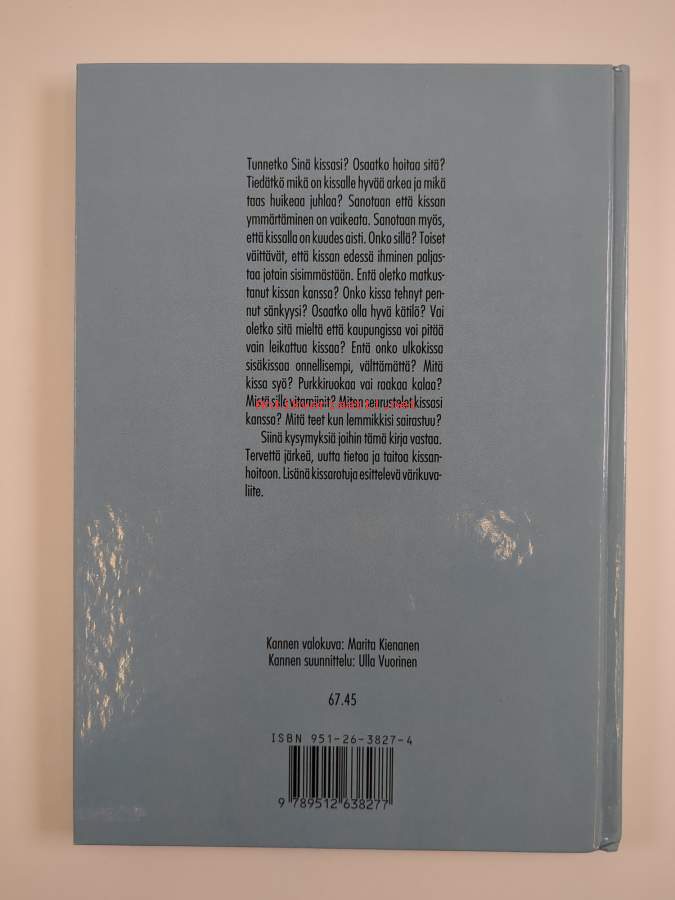 Tunnetko Sinä kissasi? Osaatko hoitaa sitä?
Tiedätkö mikä on kissalle hyvää arkea ja mikä
taas huikeaa juhlaa? Sanotaan että kissan
ymmärtäminen on vaikeata. Sanotaan myös,
että kissalla on kuudes aisti. Onko sillä? Toiset
väittävät, että kissan edessä ihminen paljas-
taa jotain sisimmästään. Entä oletko matkus-
tanut kissan kanssa? Onko kissa tehnyt pen-
nut sänkyysi? Osaatko olla hyvä kätilö? Vai
oletko sitä mieltä että kaupungissa voi pitää
vain leikattua kissaa? Entä onko ulkokissa
sisäkissaa onnellisempi, välttämättä? Mitä
kissa syö? Purkkiruokaa vai raakaa kalaa?
Mistä sille vitamiinit? Miten seurustelet kissasi
kanssa? Mitä teet kun lemmikkisi sairastuu?
Siinä kysymyksiä joihin tämä kirja vastaa.
Tervettä järkeä, uutta tietoa ja taitoa kissan-
hoitoon. Lisänä kissarotuja esittelevä värikuva-
liite.
Kannen valokuva: Marita Kienanen
Kannen suunnittelu: Ulla Vuorinen
67.45
ISBN 951-26-3827-4
9 789512 638277